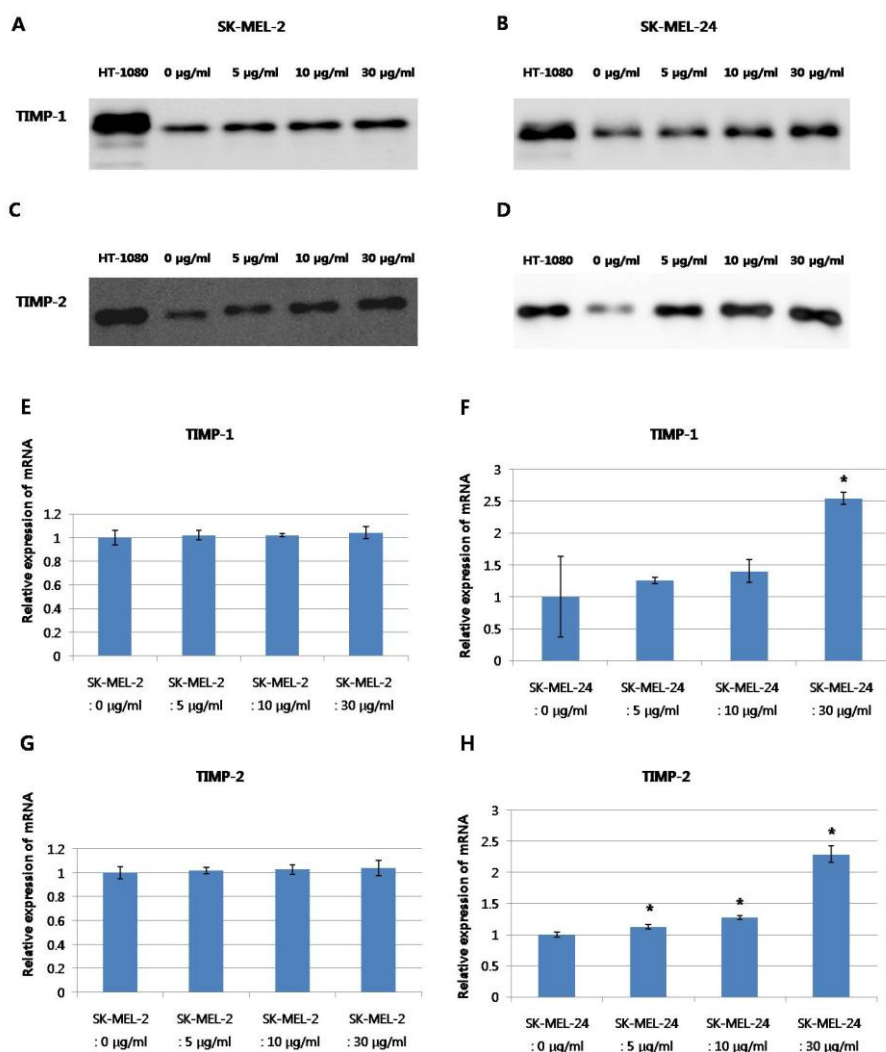 A
SK-MEL-2
B
SK-MEL-24
HT-1080 0 μg/ml 5 μg/ml 10 μg/ml 30 μg/ml
HT-1080 0 μg/ml 5 μg/ml 10 μg/ml 30 μg/ml
TIMP-1
C
D
HT-1080 0 μg/ml 5 μg/ml 10 μg/ml 30 μg/ml
HT-1080 0 μg/ml 5 μg/ml 10 μg/ml 30 μg/ml
TIMP-2
E
TIMP-1
Relative expression of mRNA
1.2
1
0.8
0.6
0.4
0.2
0
SK-MEL-2 SK-MEL-2 SK-MEL-2 SK-MEL-2
: 0 μg/ml : 5 μg/ml : 10 μg/ml : 30 μg/ml
F
TIMP-1
Relative expression of mRNA
3
2.5
2
1.5
1
0.5
0
*
SK-MEL-24 SK-MEL-24 SK-MEL-24 SK-MEL-24
: 0 μg/ml : 5 μg/ml : 10 μg/ml : 30 μg/ml
G
TIMP-2
Relative expression of mRNA
1.2
1
0.8
0.6
0.4
0.2
0
SK-MEL-2 SK-MEL-2 SK-MEL-2 SK-MEL-2
: 0 μg/ml : 5 μg/ml : 10 μg/ml : 30 μg/ml
H
TIMP-2
Relative expression of mRNA
3
2.5
2
1.5
1
0.5
0
* * *
SK-MEL-24 SK-MEL-24 SK-MEL-24 SK-MEL-24
: 0 μg/ml : 5 μg/ml : 10 μg/ml : 30 μg/ml